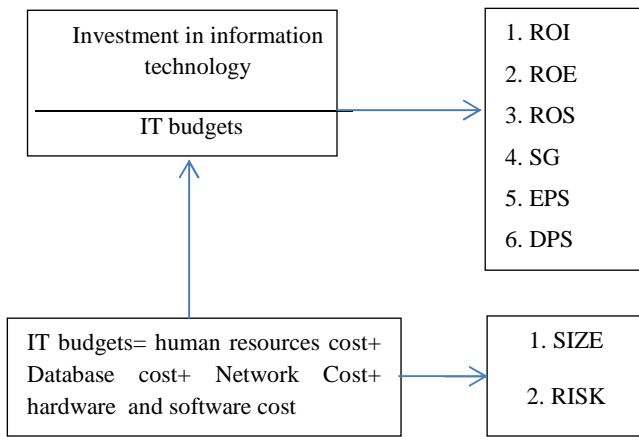 Investment in information
technology
IT budgets
1. ROI
2. ROE
3. ROS
4. SG
5. EPS
6. DPS
IT budgets= human resources cost+
Database cost+ Network Cost+
hardware and software cost
1. SIZE
2. RISK